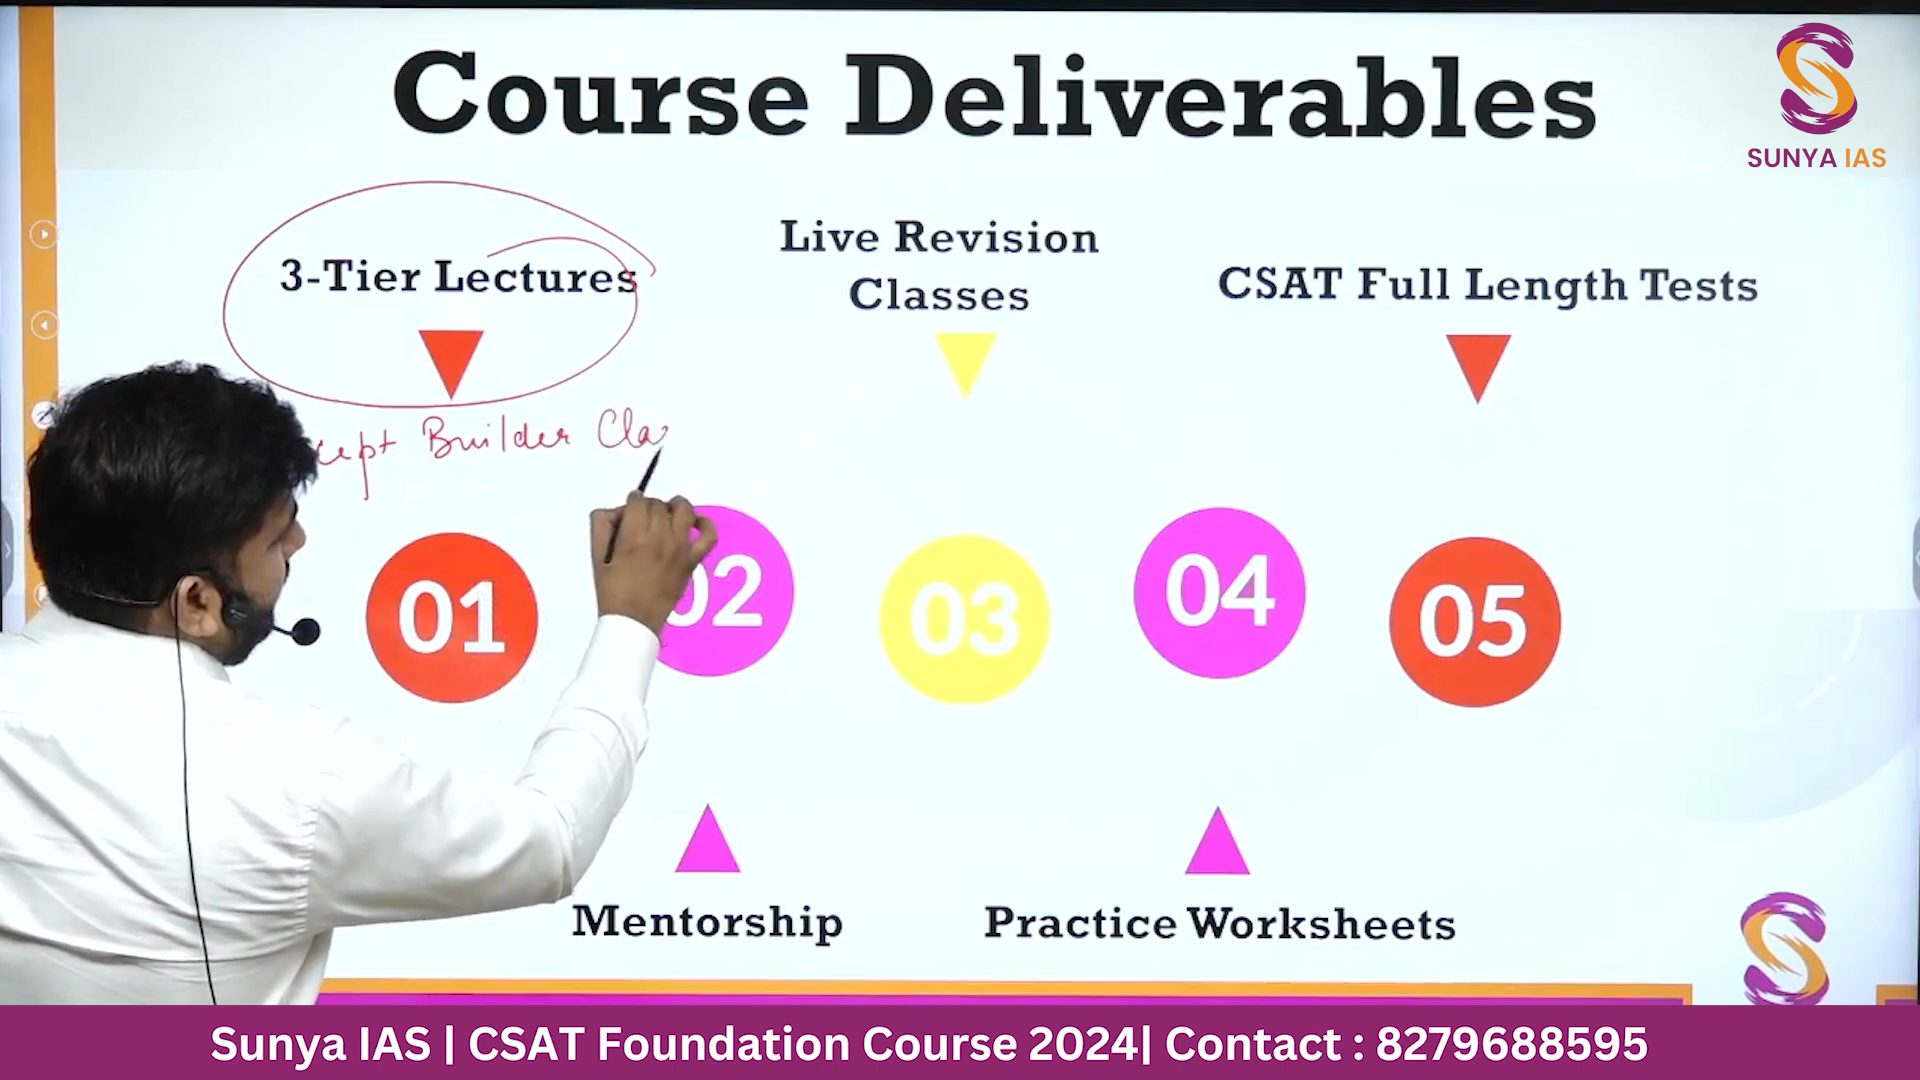 Course Deliverables
SUNYA IAS
3-Tier Lectures
Live Revision
Classes
CSAT Full Length Tests
Builder
01
02
03
04
05
Mentorship
Practice Worksheets
Sunya IAS | CSAT Foundation Course 2024| Contact : 8279688595